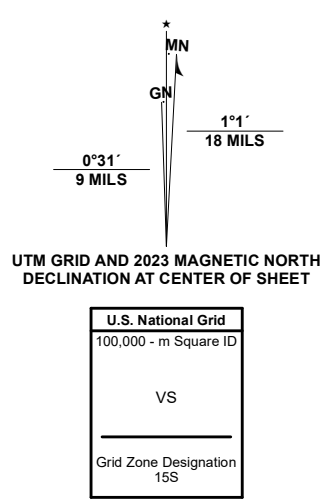 ★
MN
GN
1°1´
18 MILS
0°31´
9 MILS
UTM GRID AND 2023 MAGNETIC NORTH
DECLINATION AT CENTER OF SHEET
U.S. National Grid
100,000 - m Square ID
VS
Grid Zone Designation
15S